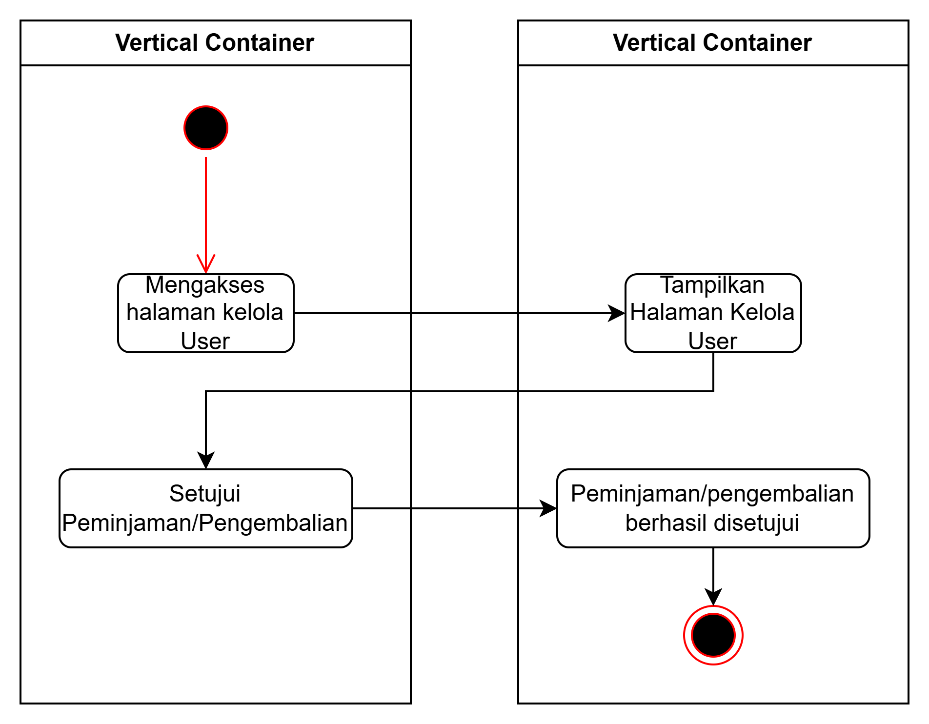 Vertical Container
Vertical Container
Mengakses
halaman kelola
User
Tampilkan
Halaman Kelola
User
Setujui
Peminjaman/Pengembalian
Peminjaman/pengembalian
berhasil disetujui